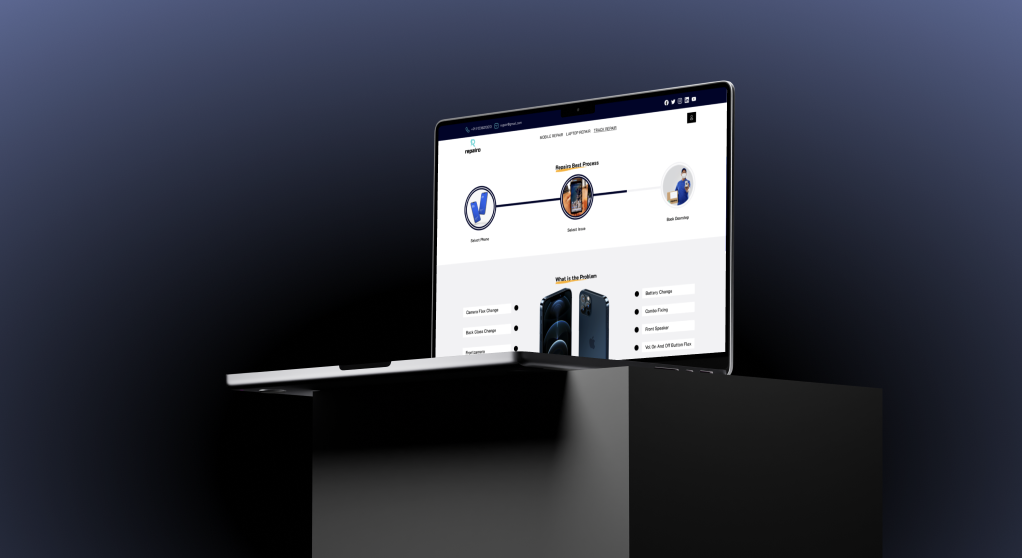 MOBILE REPAIR LAPTOP REPAIR TRACK REPAIR
repairo
Repairo Best Process
Select Phone
Select Issue
Book Doorstep
What is the Problem
Camera Flex Change
Battery Change
Back Glass Change
Combo Fixing
Front Speaker
Front camera
Vol On And Off Button Flex